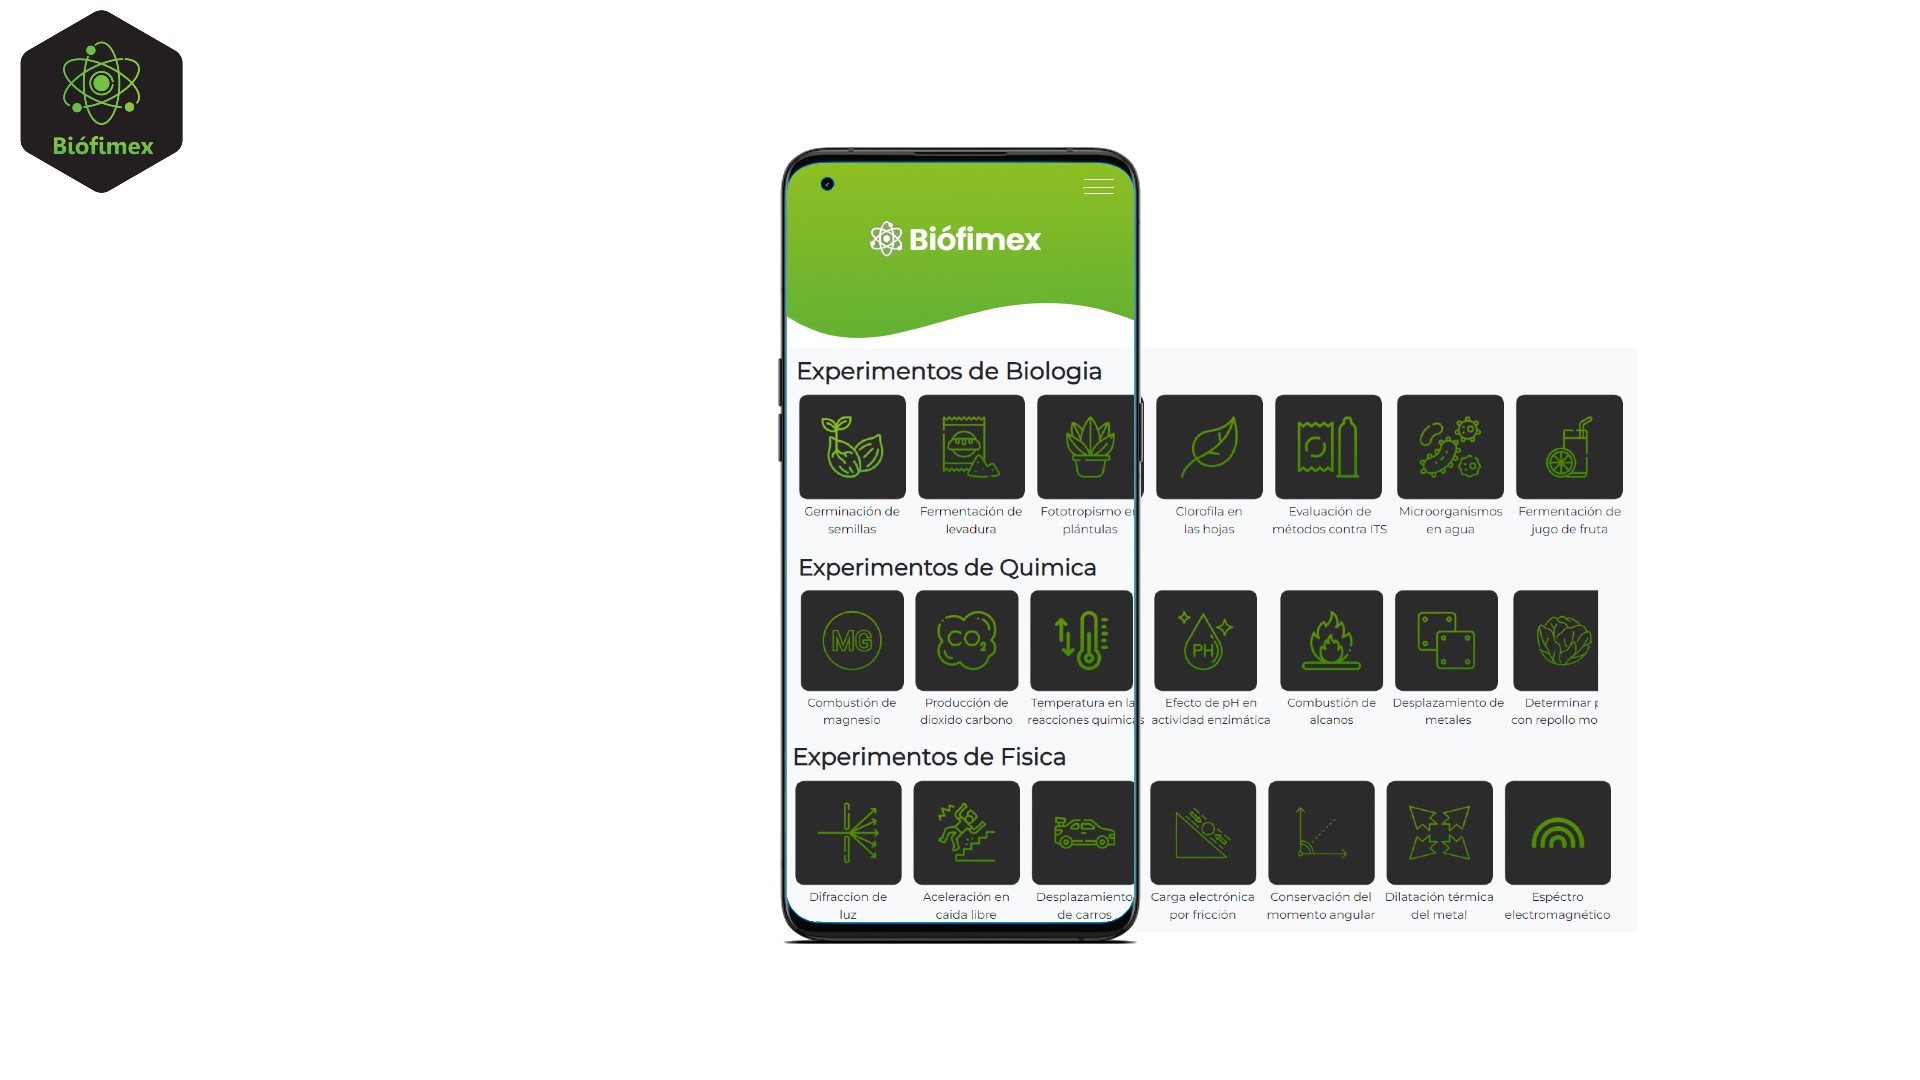 Biófimex
Biófimex
Experimentos de Biologia
Germinación de
semillas
Fermentación de
levadura
Fototropismo en
plántulas
Clorofila en
las hojas
Evaluación de
métodos contra ITS
Microorganismos
en agua
Fermentación de
jugo de fruta
Experimentos de Quimica
MG
CO2
PH
Combustión de
magnesio
Producción de
dioxido carbono
Temperatura en la
reacciones quimicas
Efecto de pH en
actividad enzimática
Combustión de
alcanos
Desplazamiento de
metales
Determinar
con repollo mo
Experimentos de Fisica
Difraccion de
luz
Aceleración en
caida libre
Desplazamiento
de carros
Carga electrónica
por fricción
Conservación del
momento angular
Dilatación térmica
del metal
Espéctro
electromagnético